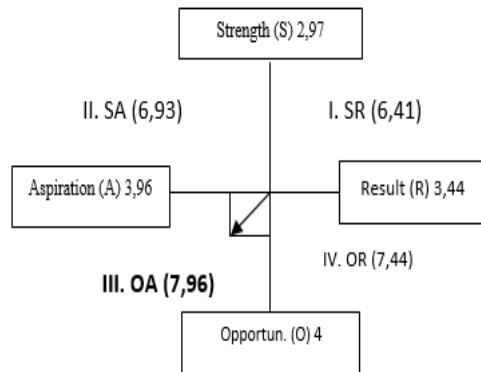 Strength (S) 2,97
II. SA (6,93)
I. SR (6,41)
Aspiration (A) 3,96
Result (R) 3,44
IV. OR (7,44)
III. OA (7,96)
Opportun. (O) 4